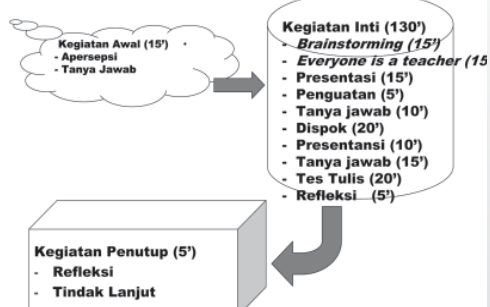 Kegiatan Awal (15’)
- Apersepsi
- Tanya Jawab
Kegiatan Inti (130’)
- Brainstorming (15’)
- Everyone is a teacher (15
- Presentasi (15’)
- Penguatan (5’)
- Tanya jawab (10’)
- Dispok (20’)
- Presentansi (10’)
- Tanya jawab (15’)
- Tes Tulis (20’)
- Refleksi (5’)
Kegiatan Penutup (5’)
- Refleksi
- Tindak Lanjut